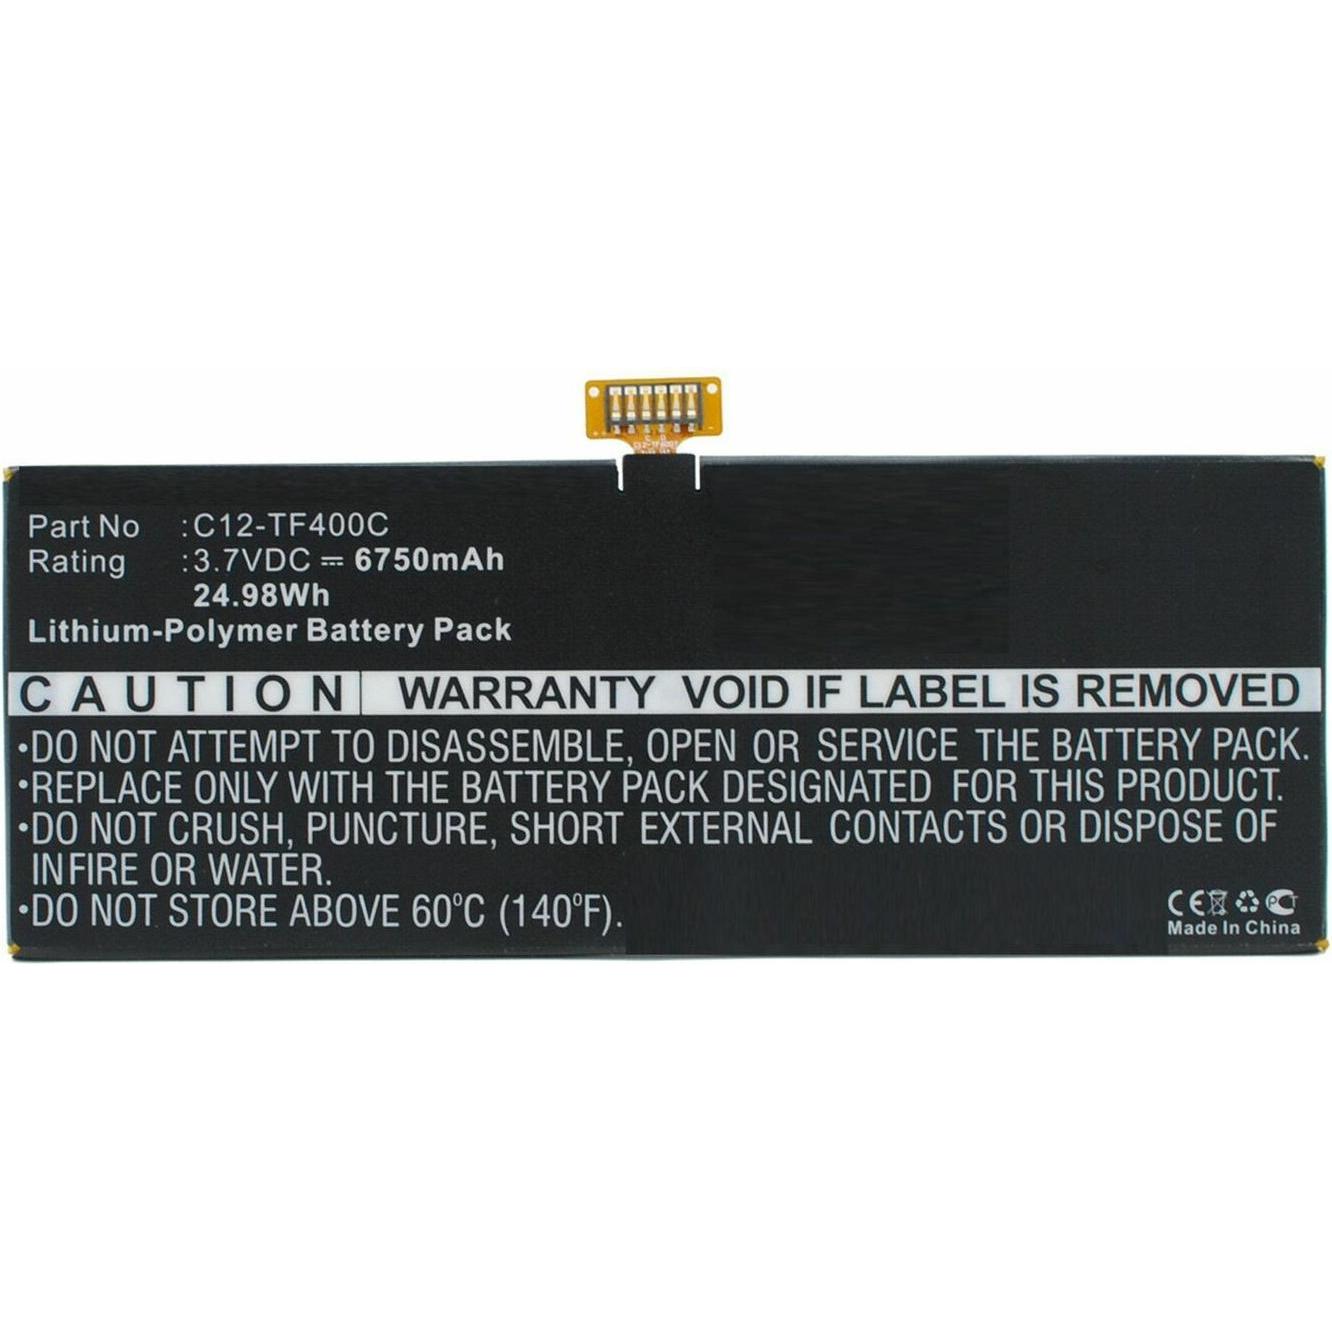 Part No : C12-TF400C
Rating : 3.7VDC ⎓ 6750mAh
24.98Wh
Lithium-Polymer Battery Pack
CAUTION WARRANTY VOID IF LABEL IS REMOVED
•DO NOT ATTEMPT TO DISASSEMBLE, OPEN OR SERVICE THE BATTERY PACK.
•REPLACE ONLY WITH THE BATTERY PACK DESIGNATED FOR THIS PRODUCT.
•DO NOT CRUSH, PUNCTURE, SHORT EXTERNAL CONTACTS OR DISPOSE OF
IN FIRE OR WATER.
•DO NOT STORE ABOVE 60°C (140°F).
CE
Made In China